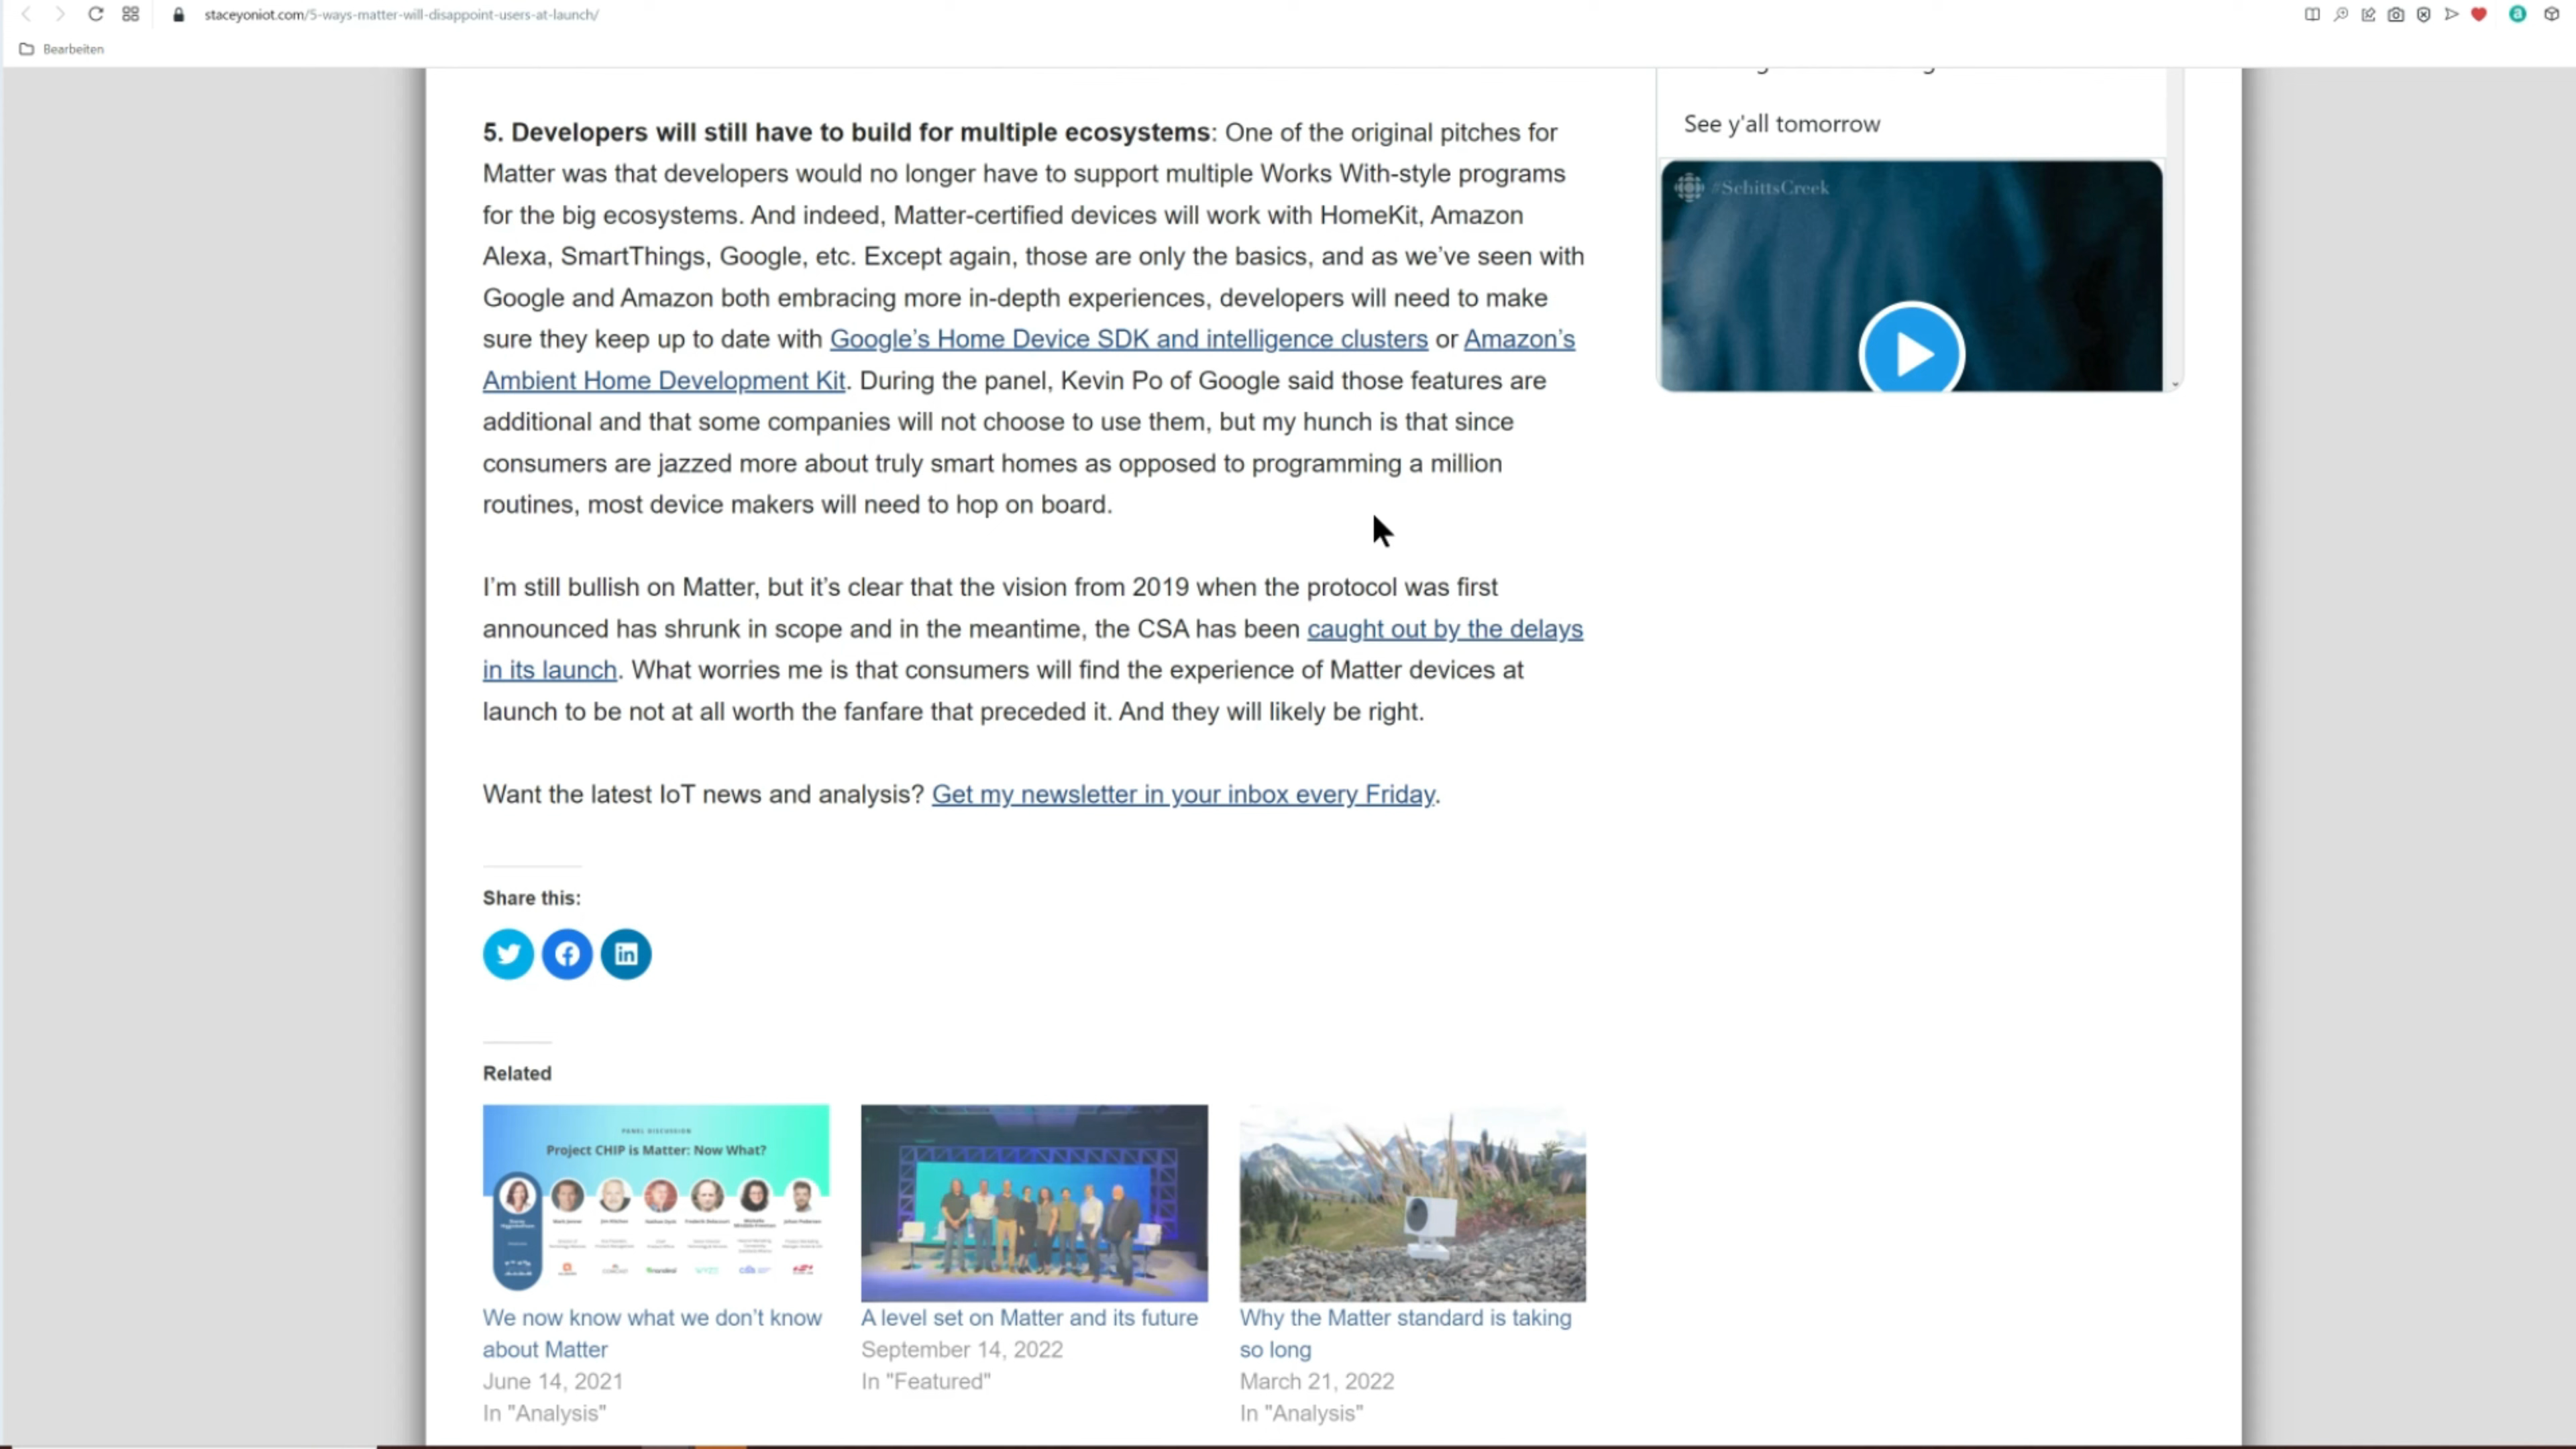 staceyoniot.com/5-ways-matter-will-disappoint-users-at-launch/
Bearbeiten
5. Developers will still have to build for multiple ecosystems: One of the original pitches for
Matter was that developers would no longer have to support multiple Works With-style programs
for the big ecosystems. And indeed, Matter-certified devices will work with HomeKit, Amazon
Alexa, SmartThings, Google, etc. Except again, those are only the basics, and as we’ve seen with
Google and Amazon both embracing more in-depth experiences, developers will need to make
sure they keep up to date with Google’s Home Device SDK and intelligence clusters or Amazon’s
Ambient Home Development Kit. During the panel, Kevin Po of Google said those features are
additional and that some companies will not choose to use them, but my hunch is that since
consumers are jazzed more about truly smart homes as opposed to programming a million
routines, most device makers will need to hop on board.
I’m still bullish on Matter, but it’s clear that the vision from 2019 when the protocol was first
announced has shrunk in scope and in the meantime, the CSA has been caught out by the delays
in its launch. What worries me is that consumers will find the experience of Matter devices at
launch to be not at all worth the fanfare that preceded it. And they will likely be right.
Want the latest IoT news and analysis? Get my newsletter in your inbox every Friday.
See y'all tomorrow
#SchittsCreek
Share this:
Related
PANEL DISCUSSION
Project CHIP is Matter: Now What?
We now know what we don’t know
about Matter
June 14, 2021
In "Analysis"
A level set on Matter and its future
September 14, 2022
In "Featured"
Why the Matter standard is taking
so long
March 21, 2022
In "Analysis"